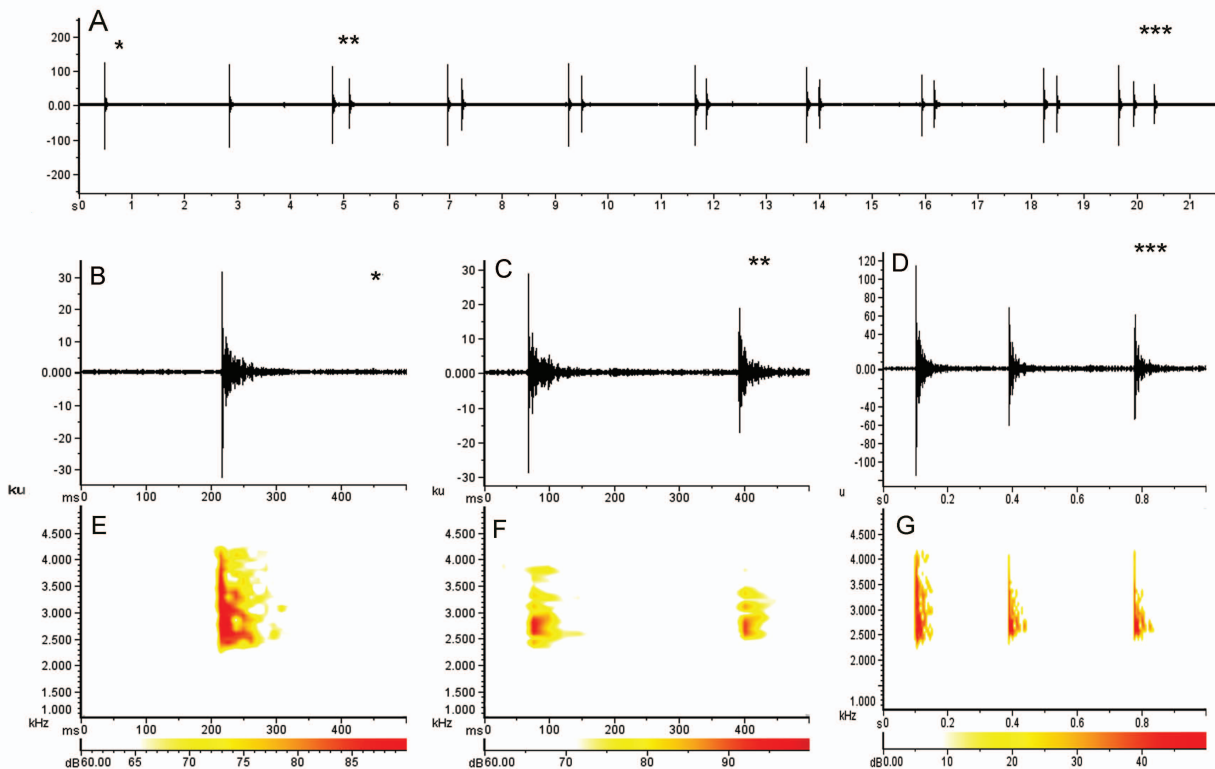 A
*
**
***
200
100
0.00
-100
-200
s0 1 2 3 4 5 6 7 8 9 10 11 12 13 14 15 16 17 18 19 20 21
B
*
30
20
10
0.000
-10
-20
-30
ku
ms0 100 200 300 400
C
**
30
20
10
0.000
-10
-20
-30
ku
ms0 100 200 300 400
D
***
120
100
80
60
40
20
0.00
-20
-40
-60
-80
-100
u
s0 0.2 0.4 0.6 0.8
E
4.500
4.000
3.500
3.000
2.500
2.000
1.500
1.000
kHz
ms0 100 200 300 400
dB60.00 65 70 75 80 85
F
4.500
4.000
3.500
3.000
2.500
2.000
1.500
1.000
kHz
ms0 100 200 300 400
dB60.00 70 80 90
G
4.500
4.000
3.000
2.500
2.000
1.000
kHz
s0 0.2 0.4 0.6 0.8
dB0.00 10 20 30 40